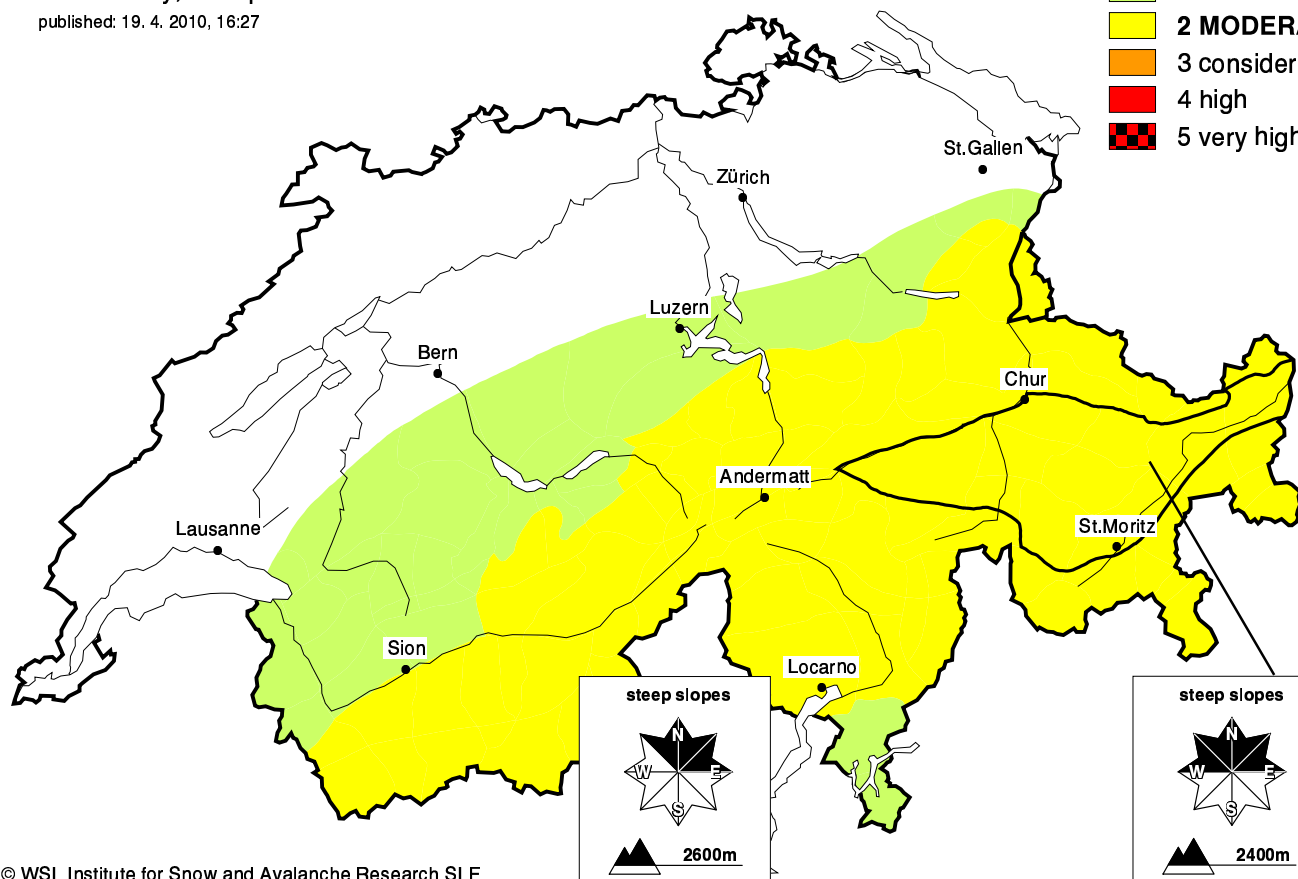 published: 19. 4. 2010, 16:27
2 MODERA
3 consider
4 high
5 very high
St.Gallen
Zürich
Luzern
Bern
Chur
Andermatt
Lausanne
St.Moritz
Sion
Locarno
steep slopes
N
W E
S
2600m
steep slopes
N
W E
S
2400m
© WSL Institute for Snow and Avalanche Research SLF